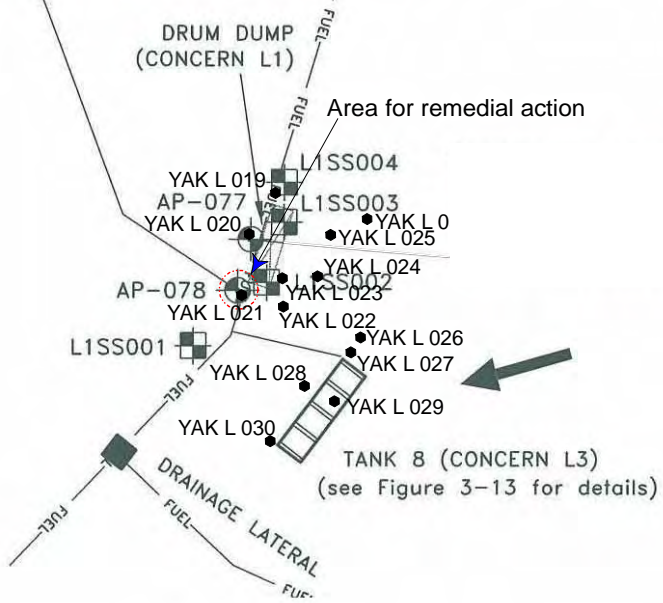 DRUM DUMP
(CONCERN L1)
FUEL
Area for remedial action
L1SS004
YAK L 019
L1SS003
AP-077
YAK L 0
YAK L 020
YAK L 025
YAK L 024
L1SS002
AP-078
YAK L 023
YAK L 021
YAK L 022
L1SS001
YAK L 026
YAK L 027
YAK L 028
FUEL
YAK L 029
YAK L 030
TANK 8 (CONCERN L3)
(see Figure 3-13 for details)
DRAINAGE LATERAL
FUEL
FUEL
FUEL